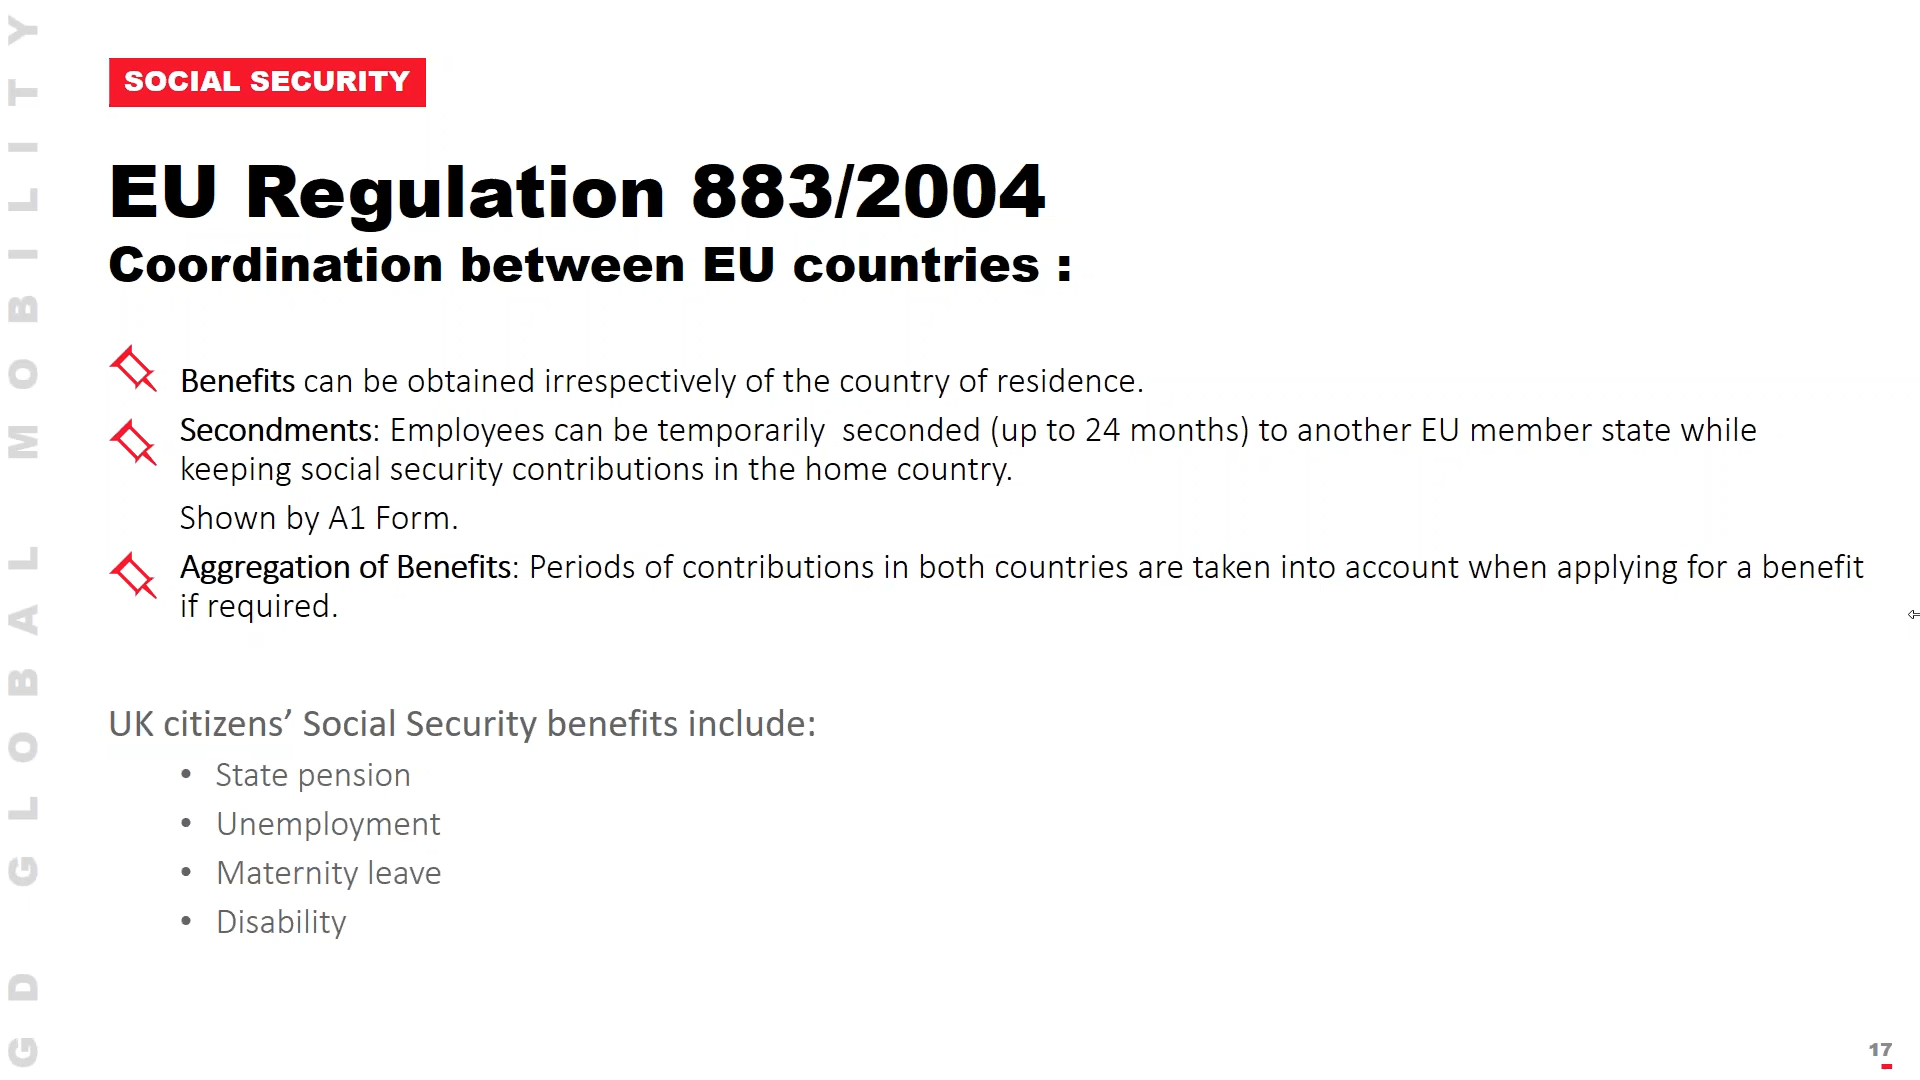 SOCIAL SECURITY
EU Regulation 883/2004
Coordination between EU countries :
Benefits can be obtained irrespectively of the country of residence.
Secondments: Employees can be temporarily  seconded (up to 24 months) to another EU member state while
keeping social security contributions in the home country.
Shown by A1 Form.
Aggregation of Benefits: Periods of contributions in both countries are taken into account when applying for a benefit
if required.
UK citizens’ Social Security benefits include:
• State pension
• Unemployment
• Maternity leave
• Disability
GD GLOBAL MOBILITY
17